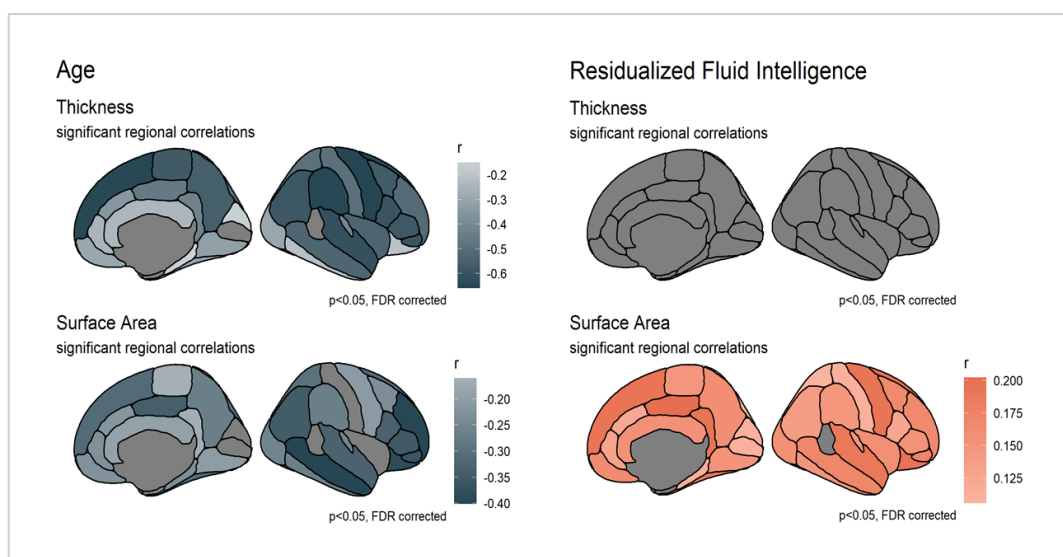 Age
Thickness
significant regional correlations
r
-0.2
-0.3
-0.4
-0.5
-0.6
p<0.05, FDR corrected
Surface Area
significant regional correlations
r
-0.20
-0.25
-0.30
-0.35
-0.40
p<0.05, FDR corrected
Residualized Fluid Intelligence
Thickness
significant regional correlations
p<0.05, FDR corrected
Surface Area
significant regional correlations
r
0.200
0.175
0.150
0.125
p<0.05, FDR corrected